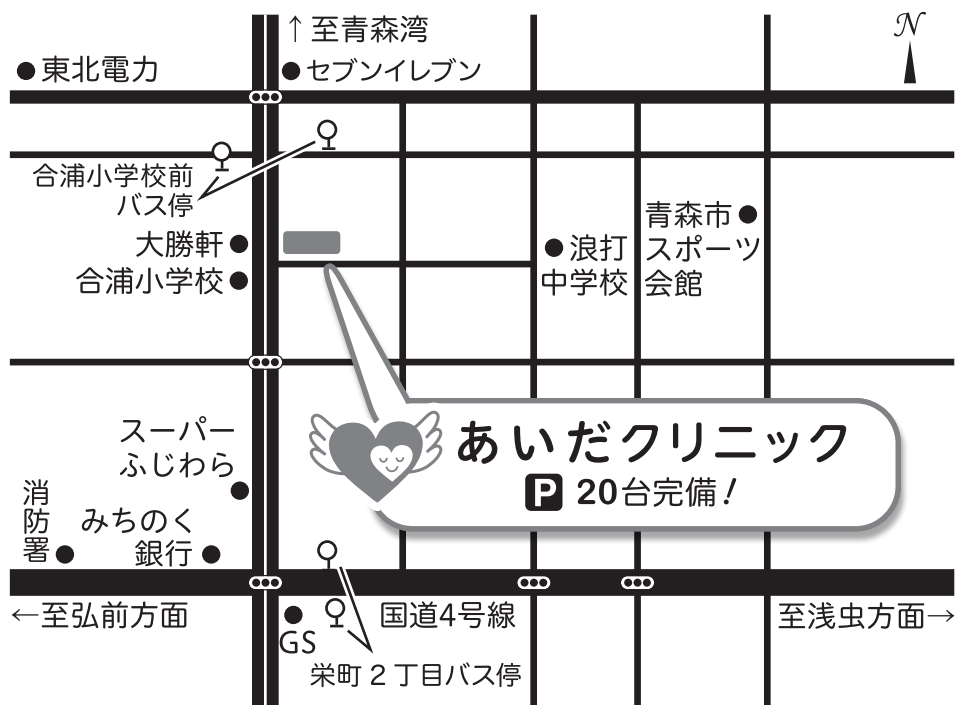 ↑至青森湾
N
東北電力
セブンイレブン
合浦小学校前
バス停
大勝軒
合浦小学校
青森市
スポーツ
会館
浪打
中学校
あいだクリニック
P 20台完備!
スーパー
ふじわら
消防署
みちのく
銀行
←至弘前方面
GS
国道4号線
至浅虫方面→
栄町2丁目バス停